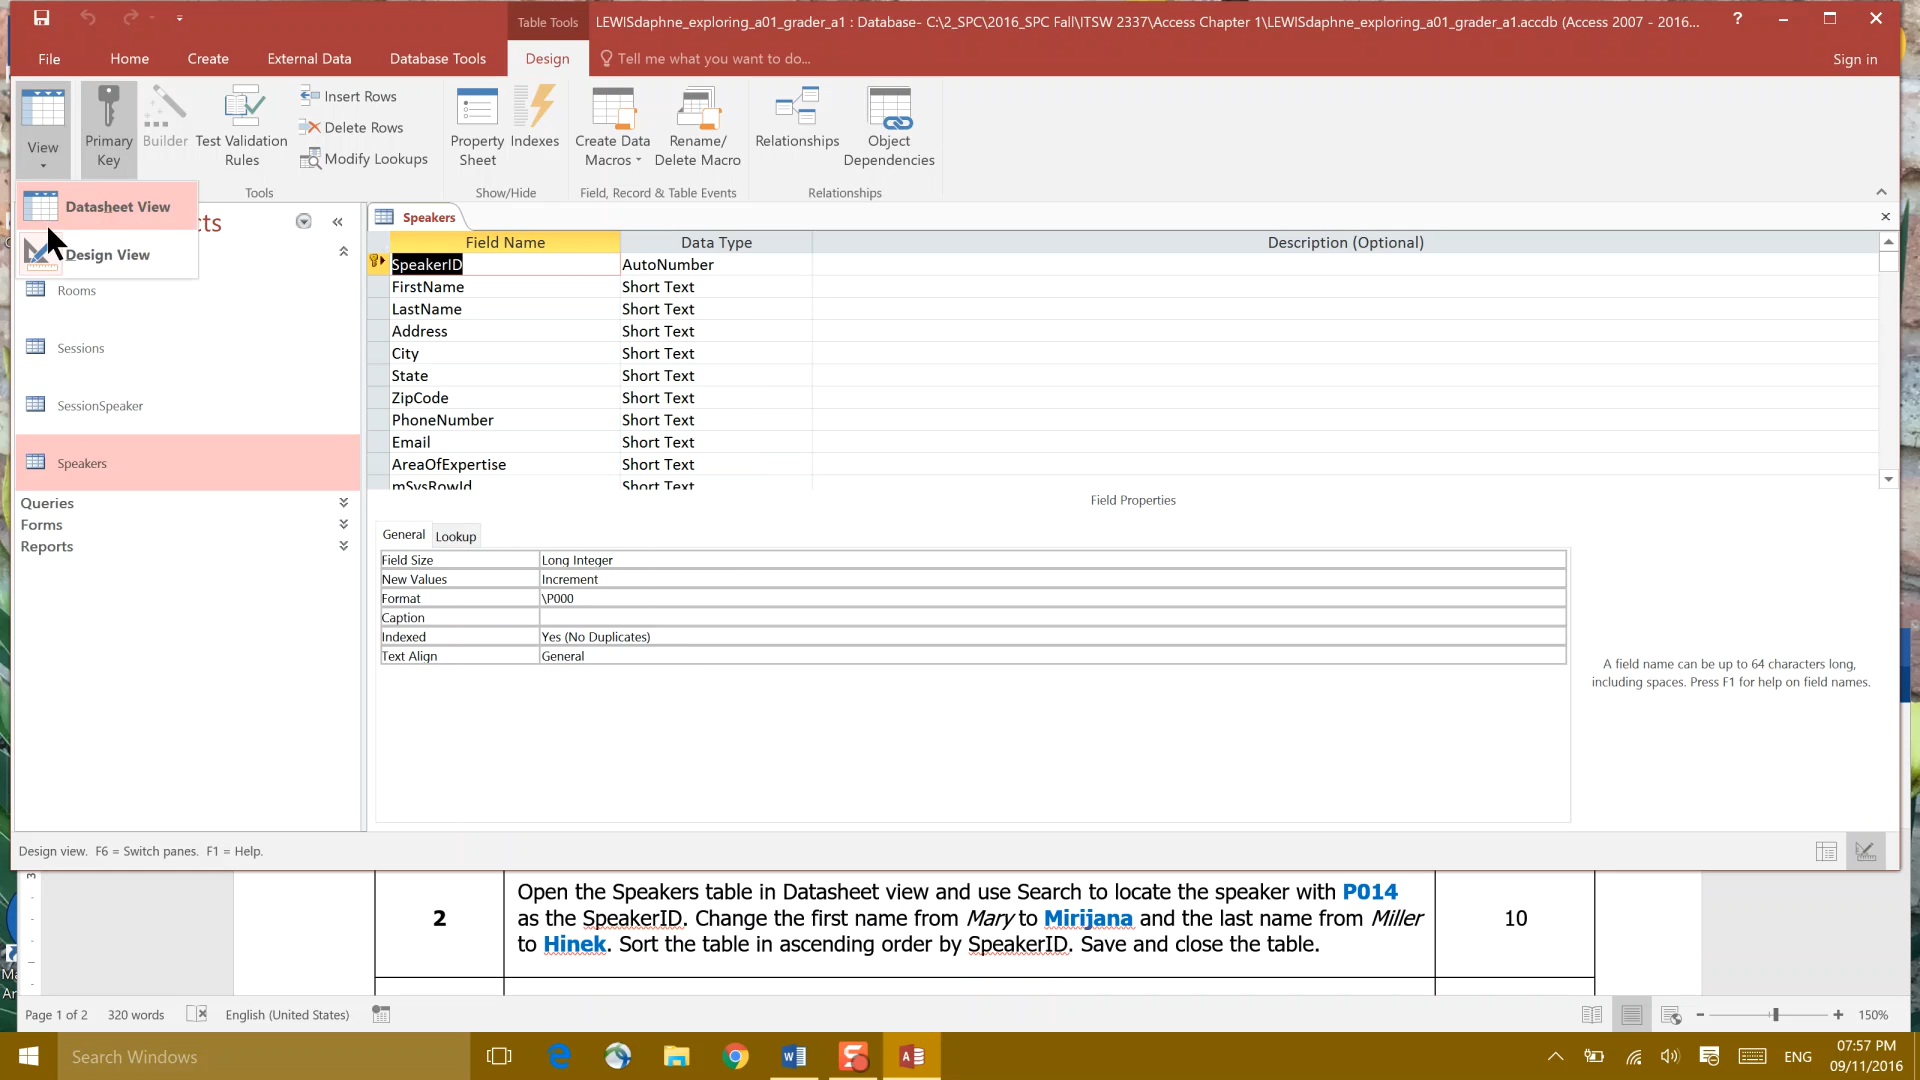 Table Tools
LEWISdaphne_exploring_a01_grader_a1 : Database- C:\2_SPC\2016_SPC Fall\ITSW 2337\Access Chapter 1\LEWISdaphne_exploring_a01_grader_a1.accdb (Access 2007 - 2016...
?
File
Home
Create
External Data
Database Tools
Design
Tell me what you want to do...
Sign in
View
Primary Key
Builder
Test Validation Rules
Insert Rows
Delete Rows
Modify Lookups
Property Sheet
Indexes
Create Data Macros
Rename/ Delete Macro
Relationships
Object Dependencies
Tools
Show/Hide
Field, Record & Table Events
Relationships
Datasheet View
Design View
cts
Rooms
Sessions
SessionSpeaker
Speakers
Queries
Forms
Reports
Speakers
Field Name Data Type Description (Optional)
SpeakerID AutoNumber
FirstName Short Text
LastName Short Text
Address Short Text
City Short Text
State Short Text
ZipCode Short Text
PhoneNumber Short Text
Email Short Text
AreaOfExpertise Short Text
mSysRowId Short Text
Field Properties
General Lookup
Field Size Long Integer
New Values Increment
Format \P000
Caption
Indexed Yes (No Duplicates)
Text Align General
A field name can be up to 64 characters long,
including spaces. Press F1 for help on field names.
Design view. F6 = Switch panes. F1 = Help.
3
2
Open the Speakers table in Datasheet view and use Search to locate the speaker with P014
as the SpeakerID. Change the first name from Mary to Mirijana and the last name from Miller
to Hinek. Sort the table in ascending order by SpeakerID. Save and close the table.
10
Ma
Ar
Page 1 of 2 320 words English (United States) 150%
Search Windows
ENG
07:57 PM
09/11/2016